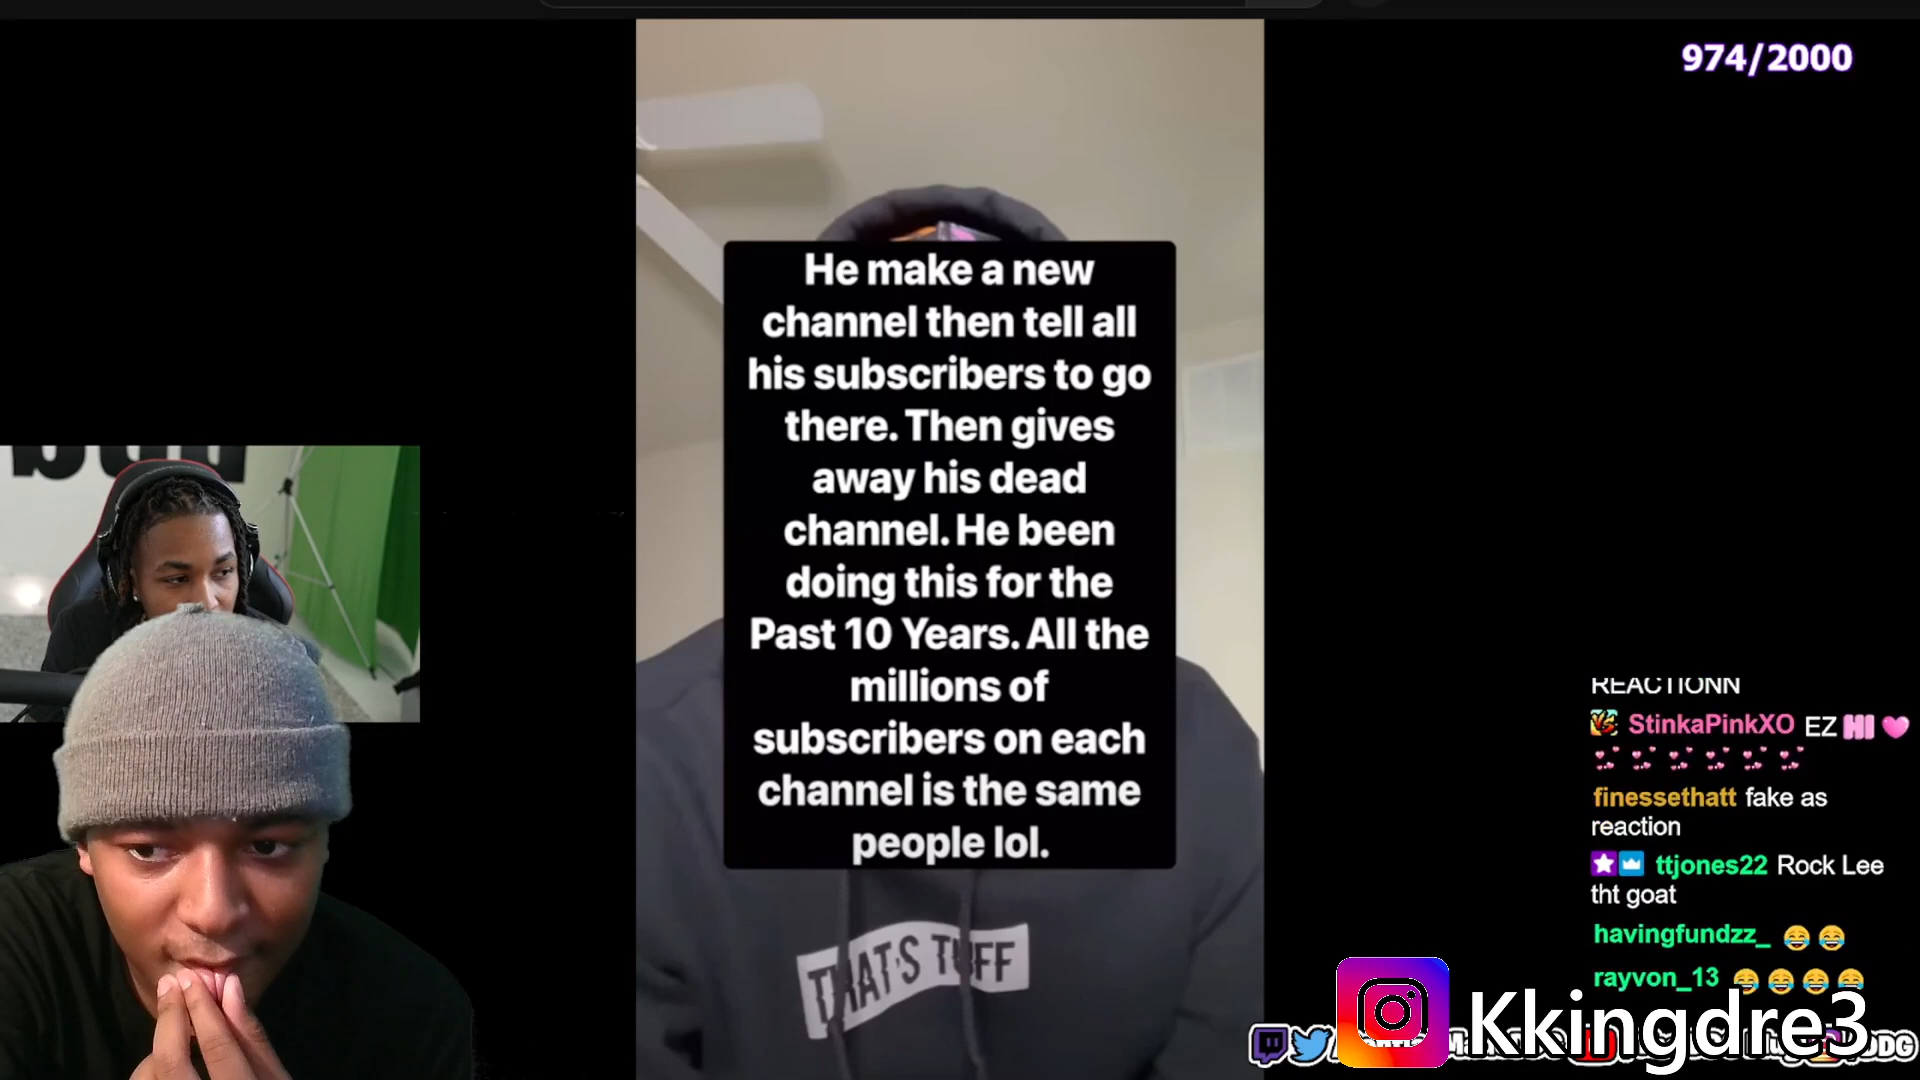 974/2000
He make a new
channel then tell all
his subscribers to go
there. Then gives
away his dead
channel. He been
doing this for the
Past 10 Years. All the
millions of
subscribers on each
channel is the same
people lol.
THAT'S TUFF
REACTIONN
StinkaPinkXO EZ HI
finessethatt fake as
reaction
ttjones22 Rock Lee
tht goat
havingfundzz_
rayvon_13
Kkingdre3